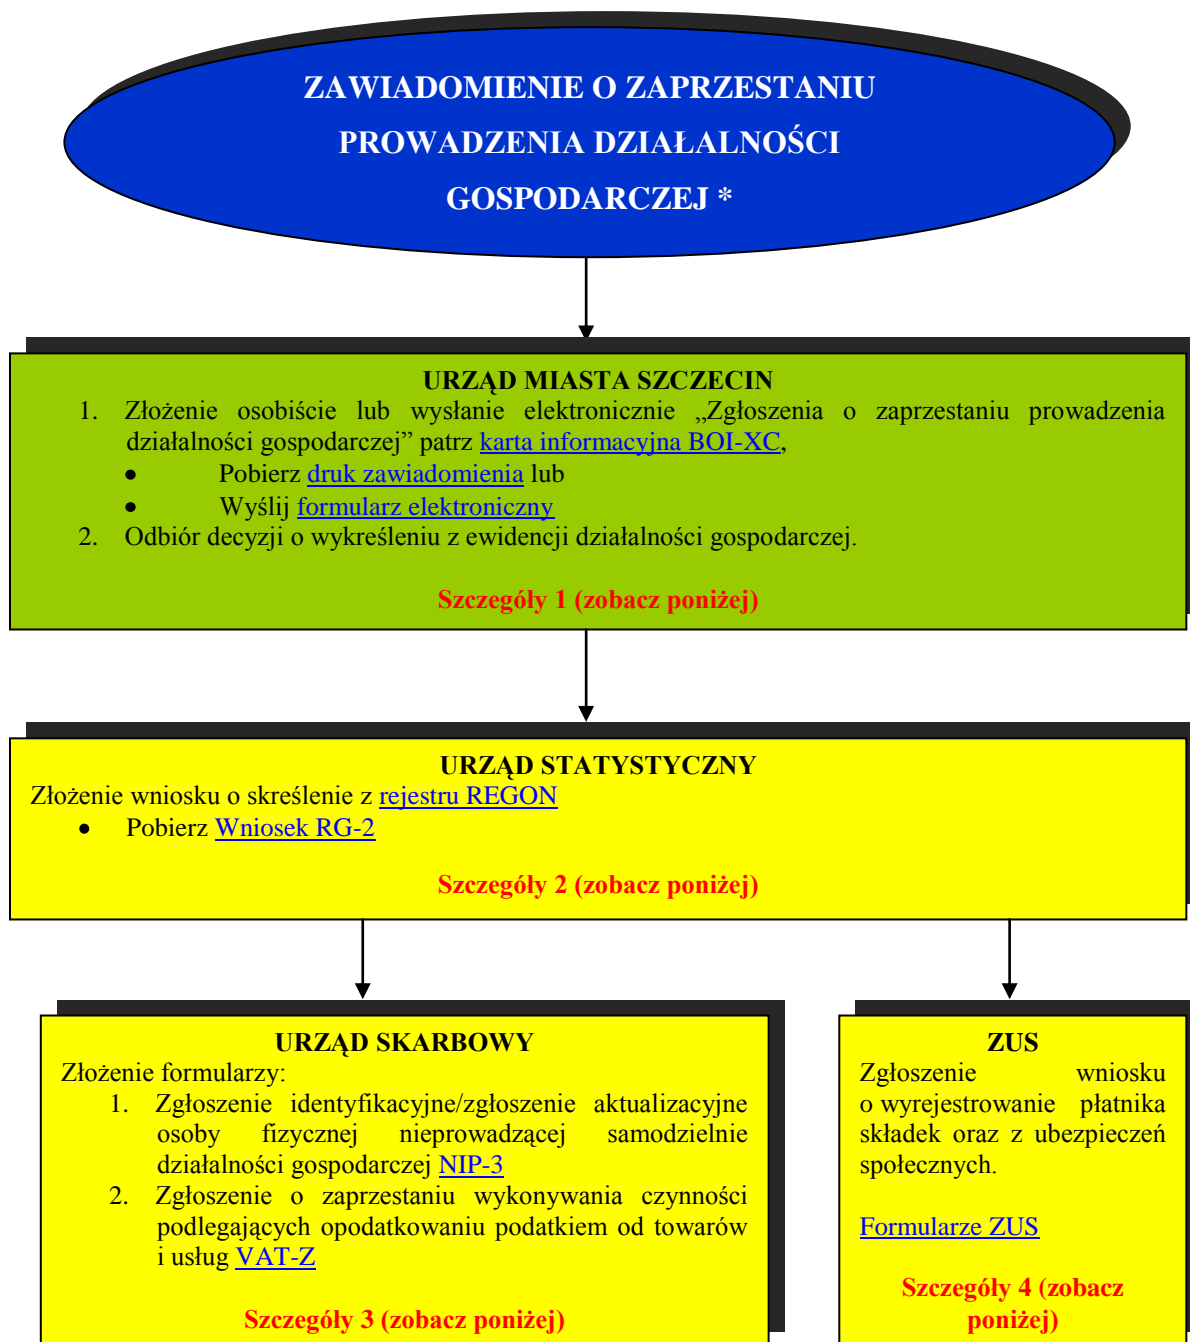 ZAWIADOMIENIE O ZAPRZESTANIU
PROWADZENIA DZIAŁALNOŚCI
GOSPODARCZEJ *
URZĄD MIASTA SZCZECIN
1. Złożenie osobiście lub wysłanie elektronicznie „Zgłoszenia o zaprzestaniu prowadzenia
działalności gospodarczej” patrz karta informacyjna BOI-XC,
• Pobierz druk zawiadomienia lub
• Wyślij formularz elektroniczny
2. Odbiór decyzji o wykreśleniu z ewidencji działalności gospodarczej.
Szczegóły 1 (zobacz poniżej)
URZĄD STATYSTYCZNY
Złożenie wniosku o skreślenie z rejestru REGON
• Pobierz Wniosek RG-2
Szczegóły 2 (zobacz poniżej)
URZĄD SKARBOWY
Złożenie formularzy:
1. Zgłoszenie identyfikacyjne/zgłoszenie aktualizacyjne
osoby fizycznej nieprowadzącej samodzielnie
działalności gospodarczej NIP-3
2. Zgłoszenie o zaprzestaniu wykonywania czynności
podlegających opodatkowaniu podatkiem od towarów
i usług VAT-Z
Szczegóły 3 (zobacz poniżej)
ZUS
Zgłoszenie wniosku
o wyrejestrowanie płatnika
składek oraz z ubezpieczeń
społecznych.
Formularze ZUS
Szczegóły 4 (zobacz
poniżej)